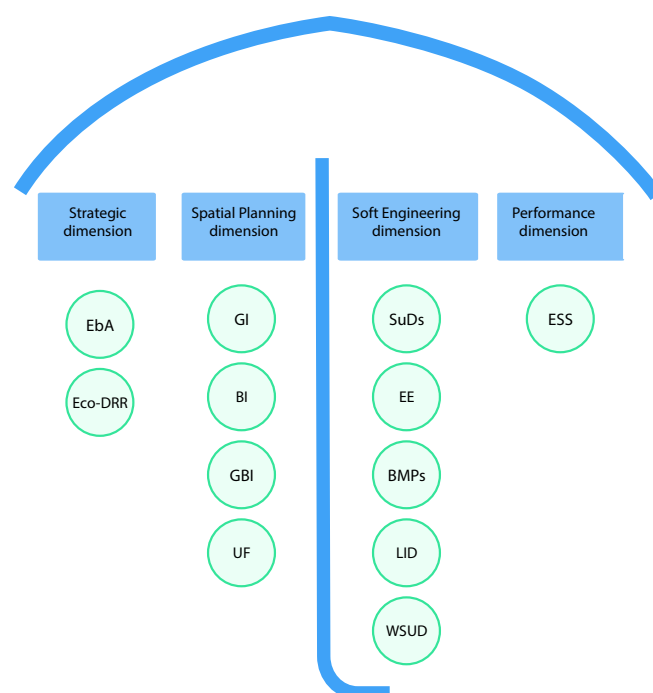 Strategic
dimension
Spatial Planning
dimension
Soft Engineering
dimension
Performance
dimension
EbA
Eco-DRR
GI
BI
GBI
UF
SuDs
EE
BMPs
LID
WSUD
ESS